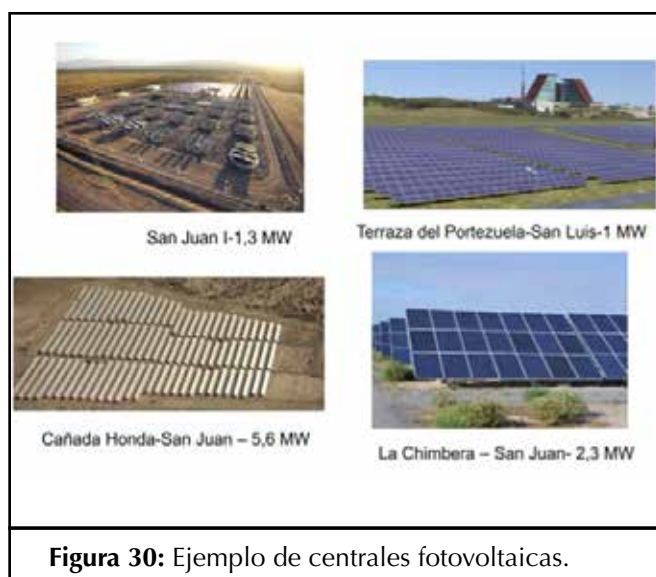 San Juan I-1,3 MW
Terraza del Portezuela-San Luis-1 MW
Cañada Honda-San Juan – 5,6 MW
La Chimbera – San Juan- 2,3 MW
Figura 30: Ejemplo de centrales fotovoltaicas.